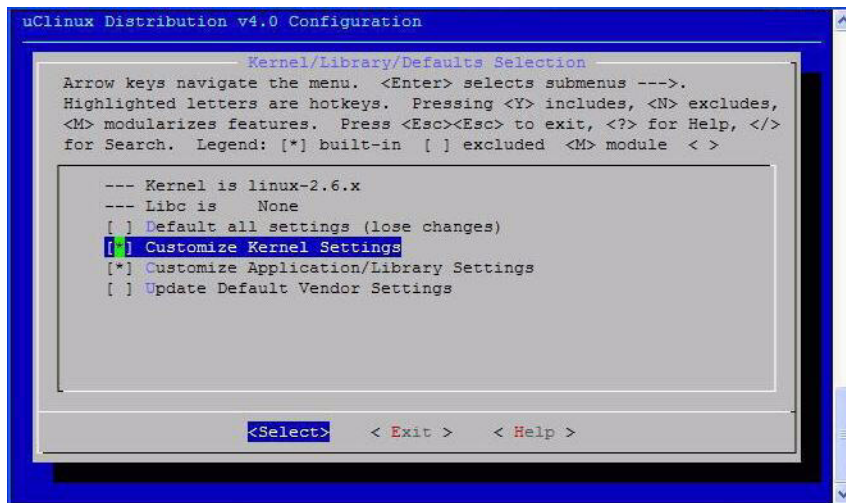 uClinux Distribution v4.0 Configuration
Kernel/Library/Defaults Selection
Arrow keys navigate the menu. <Enter> selects submenus --->.
Highlighted letters are hotkeys. Pressing <Y> includes, <N> excludes,
<M> modularizes features. Press <Esc><Esc> to exit, <?> for Help, </>
for Search. Legend: [*] built-in [ ] excluded <M> module < >
--- Kernel is linux-2.6.x
--- Libc is None
[ ] Default all settings (lose changes)
[*] Customize Kernel Settings
[*] Customize Application/Library Settings
[ ] Update Default Vendor Settings
<Select> < Exit > < Help >